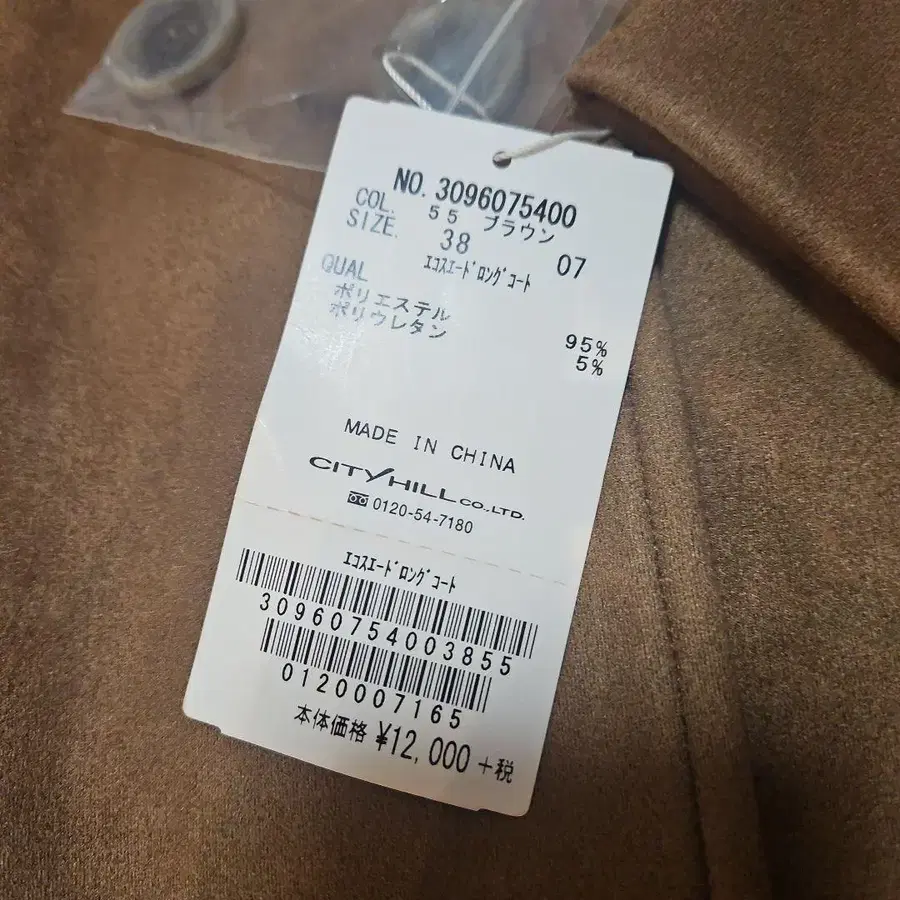 NO. 3096075400
COL. 55 ブラウン
SIZE. 38 07
ｴｺｽｴｰﾄﾞﾛﾝｸﾞｺｰﾄ
QUAL
ポリエステル 95%
ポリウレタン 5%
MADE IN CHINA
CITYHILL CO.,LTD.
0120-54-7180
ｴｺｽｴｰﾄﾞﾛﾝｸﾞｺｰﾄ
30960754003855
0120007165
本体価格 ¥12,000 +税